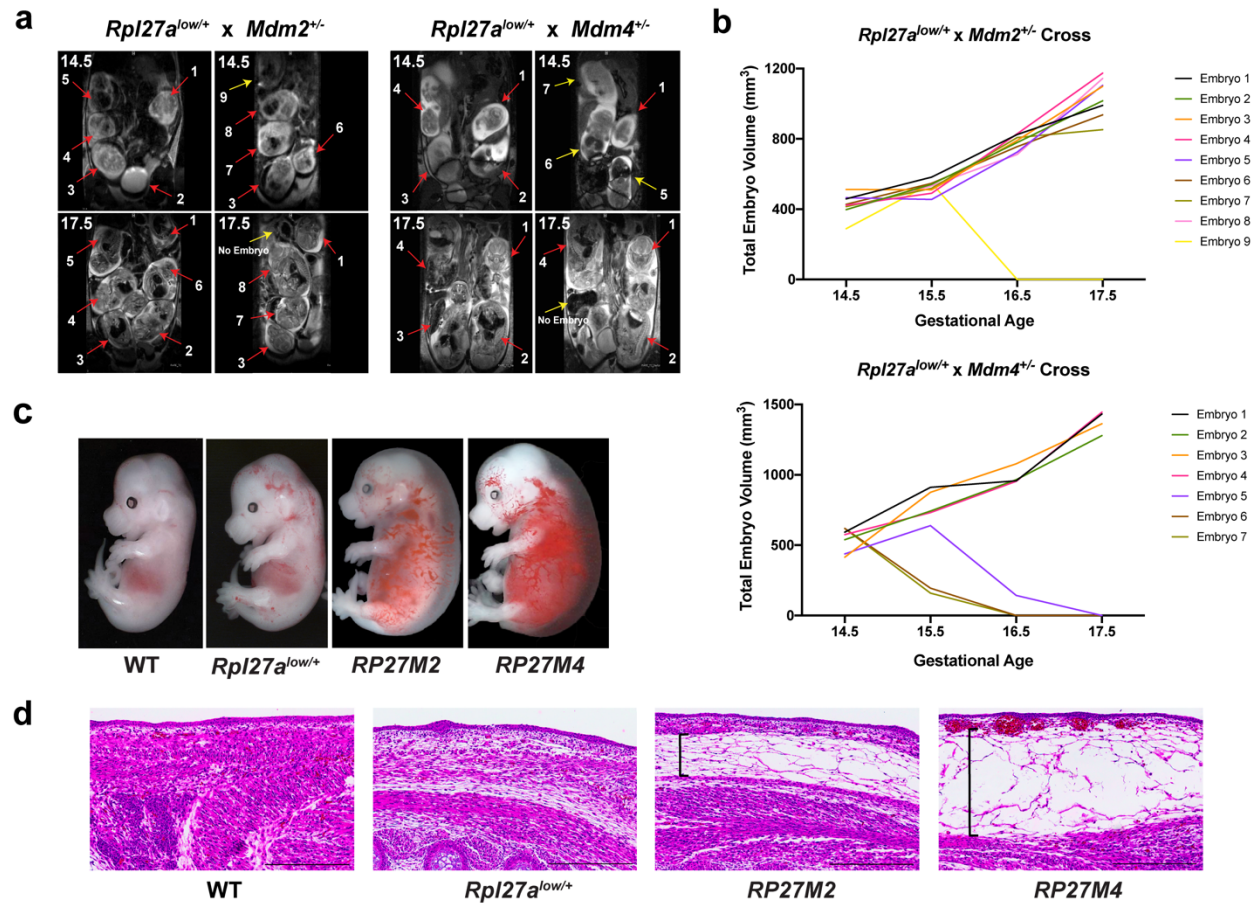 a
Rpl27a^low/+ x Mdm2^+/-
Rpl27a^low/+ x Mdm4^+/-
14.5
5
1
4
3
2
14.5
9
8
6
7
3
14.5
4
1
3
2
14.5
7
1
6
5
17.5
1
5
6
4
3
2
17.5
No Embryo
1
8
7
3
17.5
4
1
3
2
17.5
4
1
No Embryo
2
b
Rpl27a^low/+ x Mdm2^+/- Cross
Total Embryo Volume (mm³)
1200
800
400
0
14.5 15.5 16.5 17.5
Gestational Age
Embryo 1
Embryo 2
Embryo 3
Embryo 4
Embryo 5
Embryo 6
Embryo 7
Embryo 8
Embryo 9
Rpl27a^low/+ x Mdm4^+/- Cross
Total Embryo Volume (mm³)
1500
1000
500
0
14.5 15.5 16.5 17.5
Gestational Age
Embryo 1
Embryo 2
Embryo 3
Embryo 4
Embryo 5
Embryo 6
Embryo 7
c
WT
Rpl27a^low/+
RP27M2
RP27M4
d
WT
Rpl27a^low/+
RP27M2
RP27M4